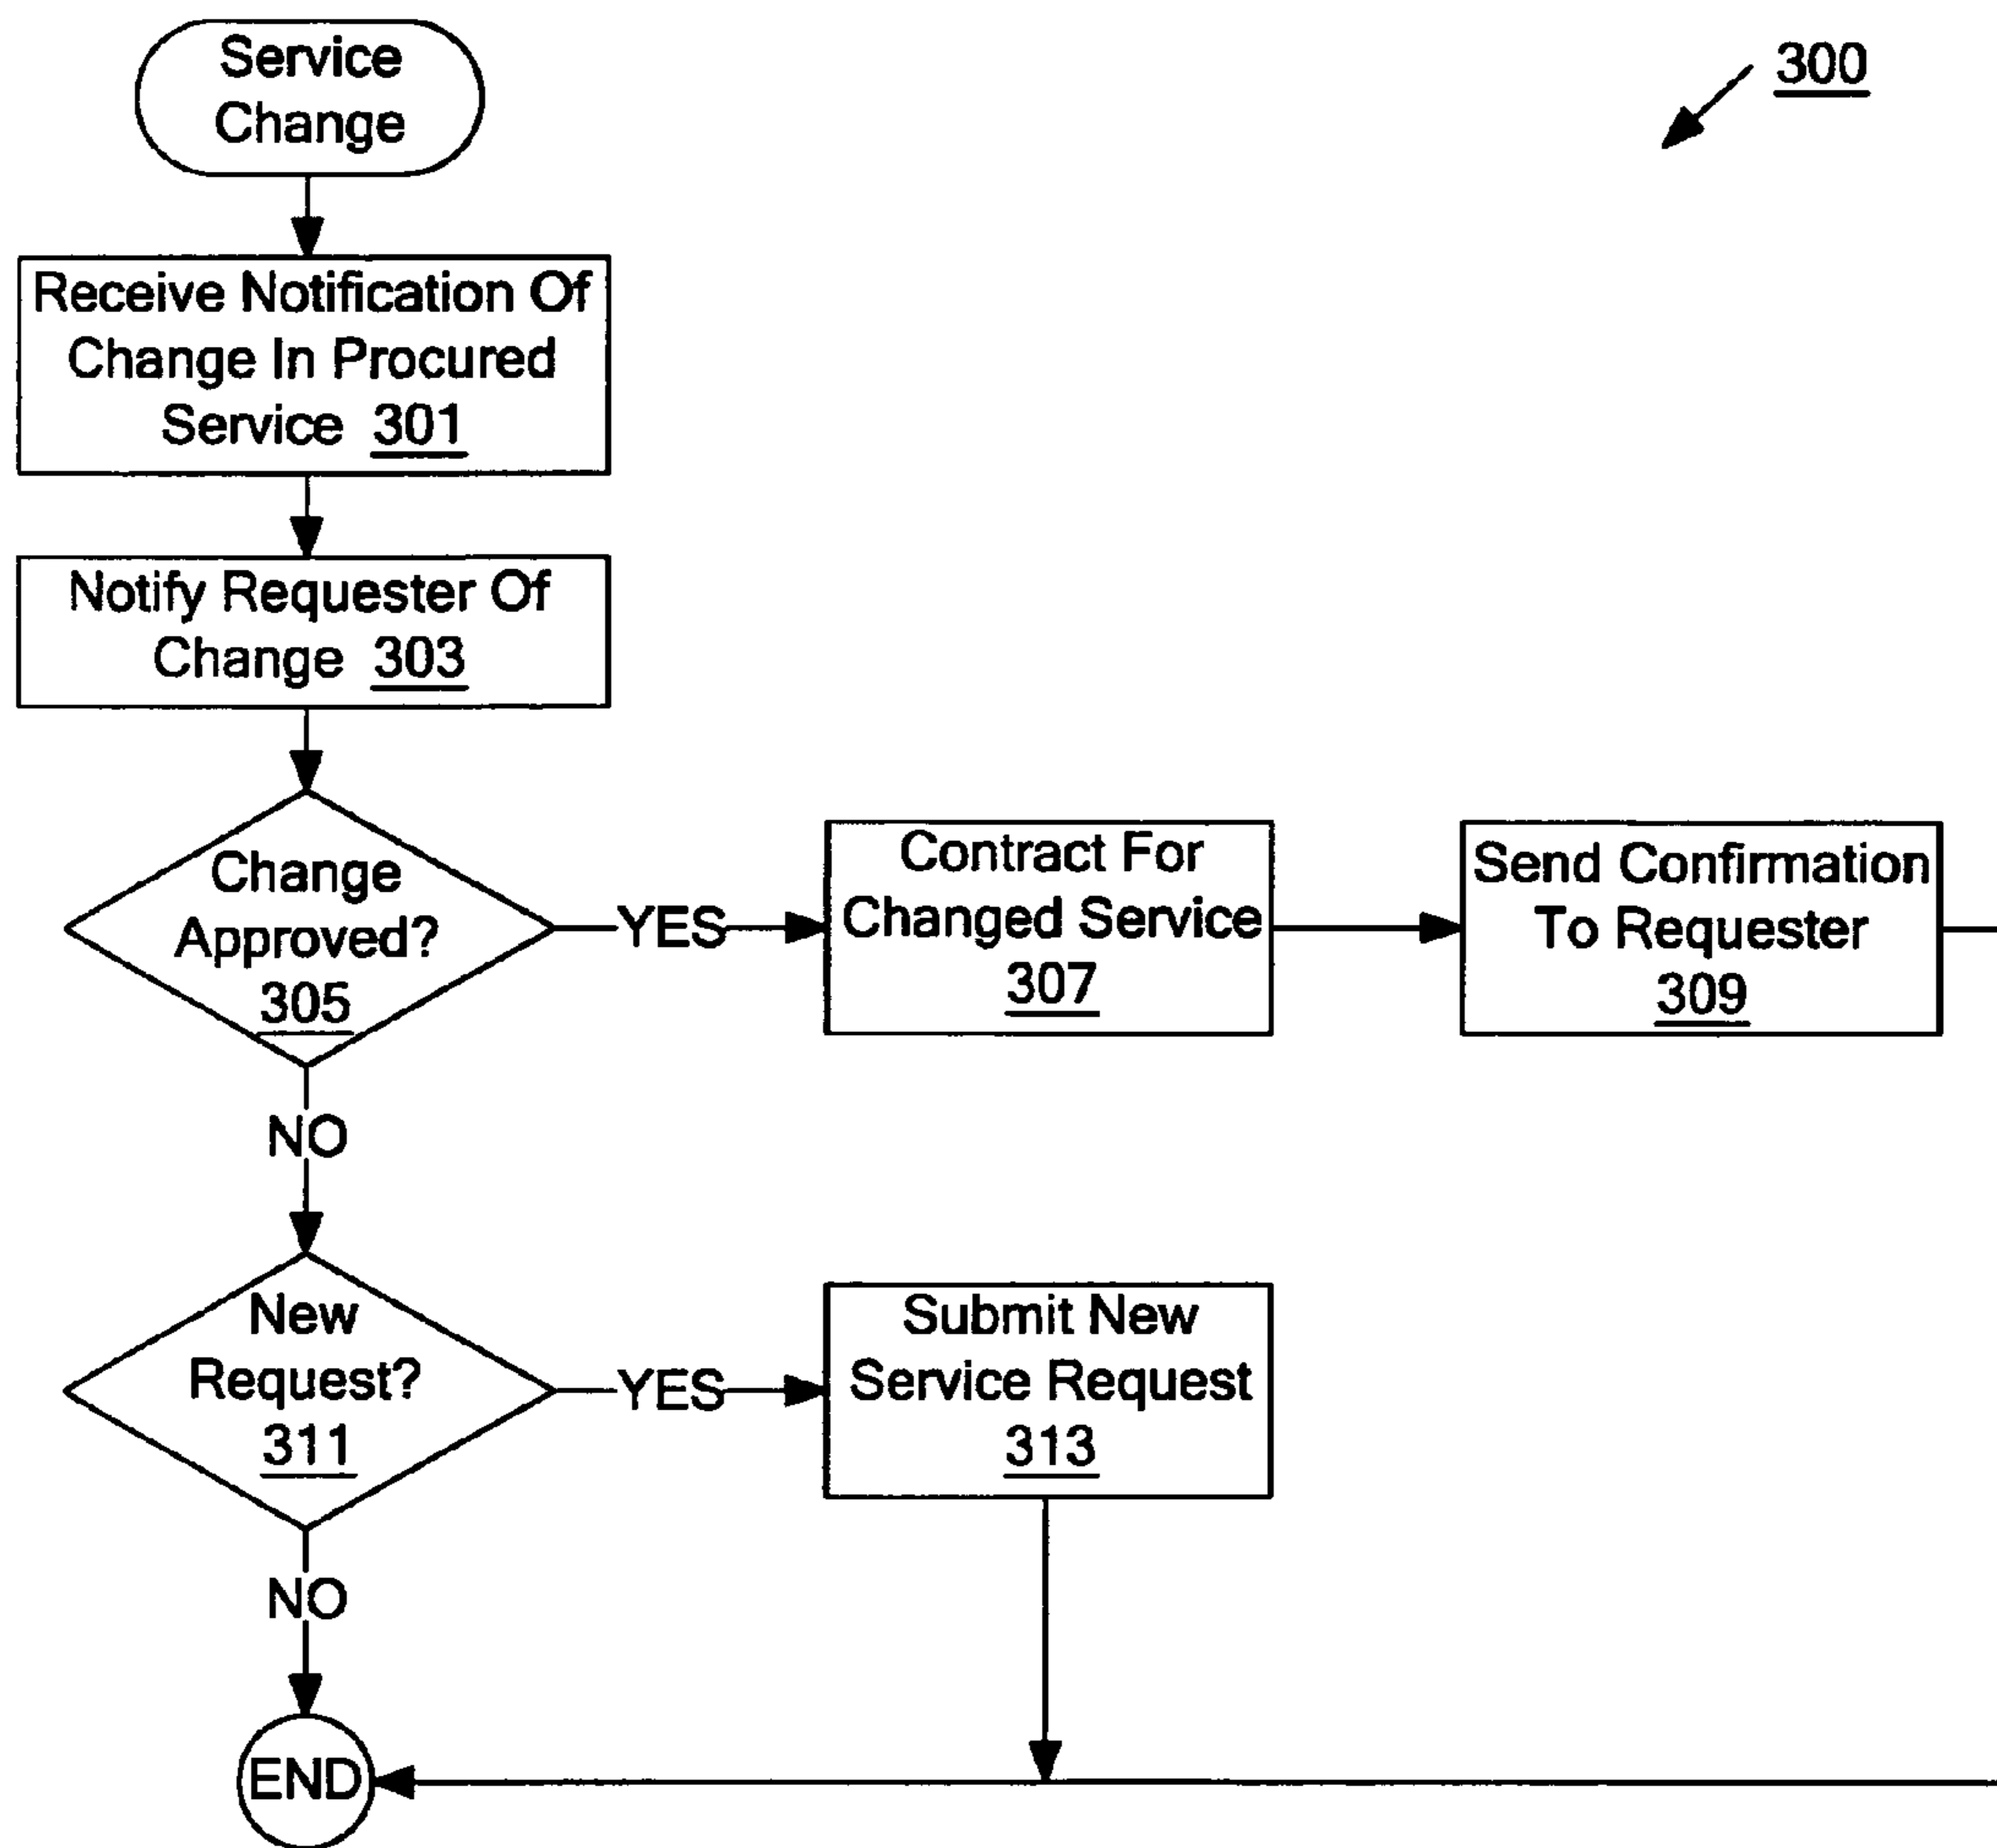 Service
Change
300
Receive Notification Of
Change In Procured
Service 301
Notify Requester Of
Change 303
Change
Approved?
305
YES
Contract For
Changed Service
307
Send Confirmation
To Requester
309
NO
New
Request?
311
YES
Submit New
Service Request
313
NO
END